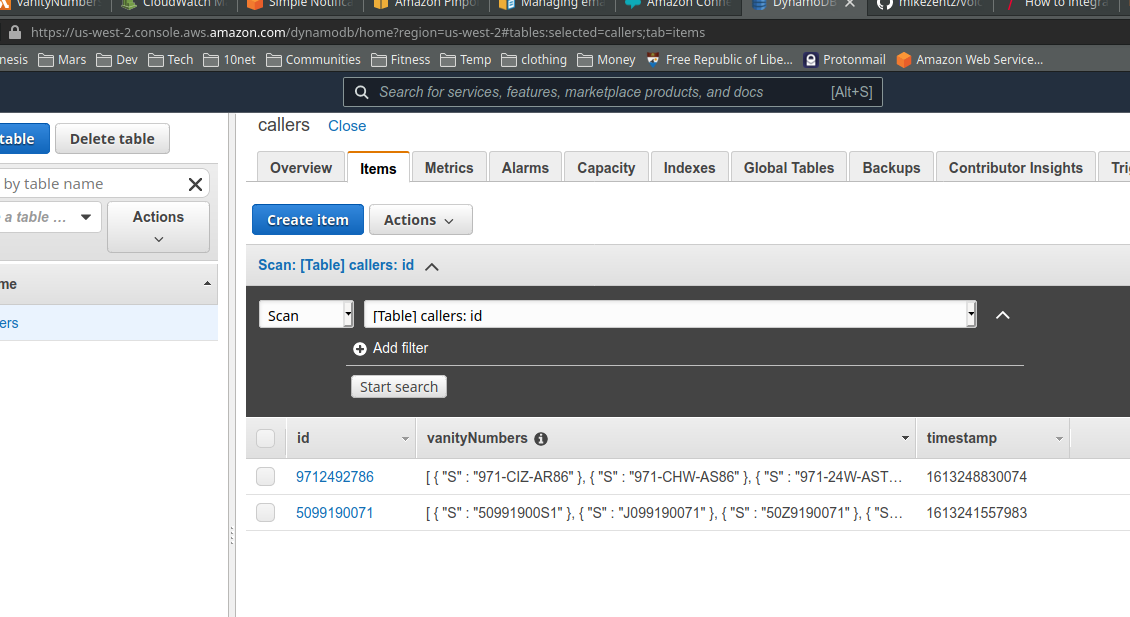 VanityNumbers CloudWatch M Simple Notifica Amazon Pinpo Managing ema Amazon Conne DynamoDB mikezentz/voic How to integra
https://us-west-2.console.aws.amazon.com/dynamodb/home?region=us-west-2#tables:selected=callers;tab=items
nesis Mars Dev Tech 10net Communities Fitness Temp clothing Money Free Republic of Libe... Protonmail Amazon Web Service...
Search for services, features, marketplace products, and docs [Alt+S]
callers Close
table Delete table
Overview Items Metrics Alarms Capacity Indexes Global Tables Backups Contributor Insights Tri
by table name
a table ... Actions
Create item Actions
Scan: [Table] callers: id
me
Scan [Table] callers: id
ers
Add filter
Start search
id vanityNumbers timestamp
9712492786 [ { "S" : "971-CIZ-AR86" }, { "S" : "971-CHW-AS86" }, { "S" : "971-24W-AST... 1613248830074
5099190071 [ { "S" : "50991900S1" }, { "S" : "J099190071" }, { "S" : "50Z9190071" }, { "S... 1613241557983